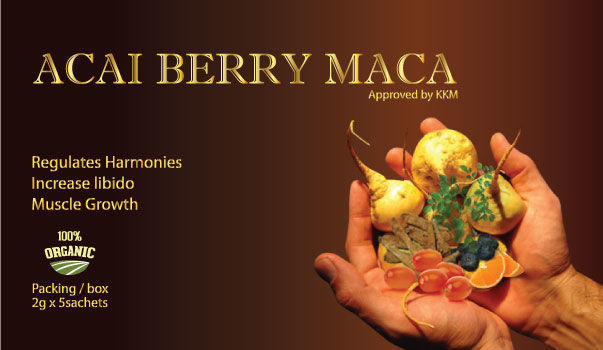 ACAI BERRY MACA
Approved by KKM
Regulates Harmonies
Increase libido
Muscle Growth
100%
ORGANIC
Packing / box
2g x 5sachets